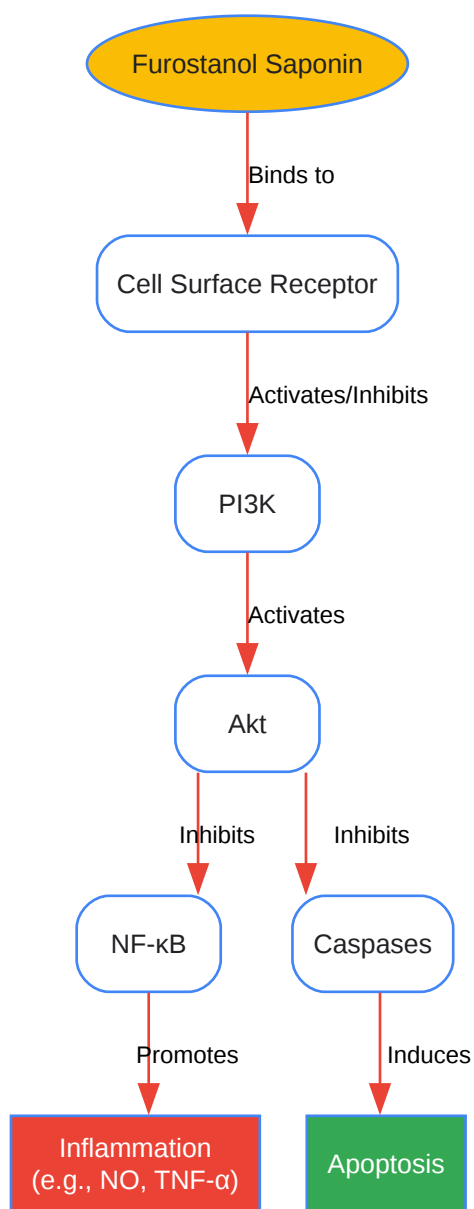 Furostanol Saponin
Binds to
Cell Surface Receptor
Activates/Inhibits
PI3K
Activates
Akt
Inhibits
Inhibits
NF-κB
Caspases
Promotes
Induces
Inflammation
(e.g., NO, TNF-α)
Apoptosis